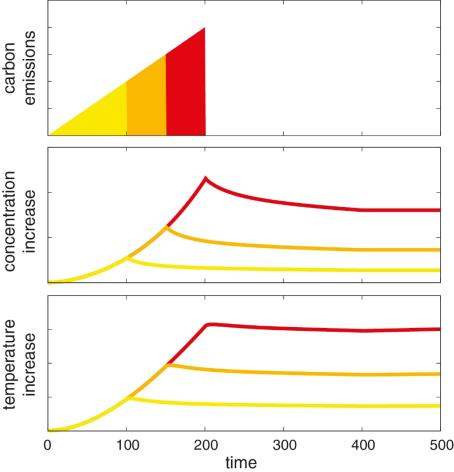 carbon
emissions
concentration
increase
temperature
increase
0 100 200 300 400 500
time